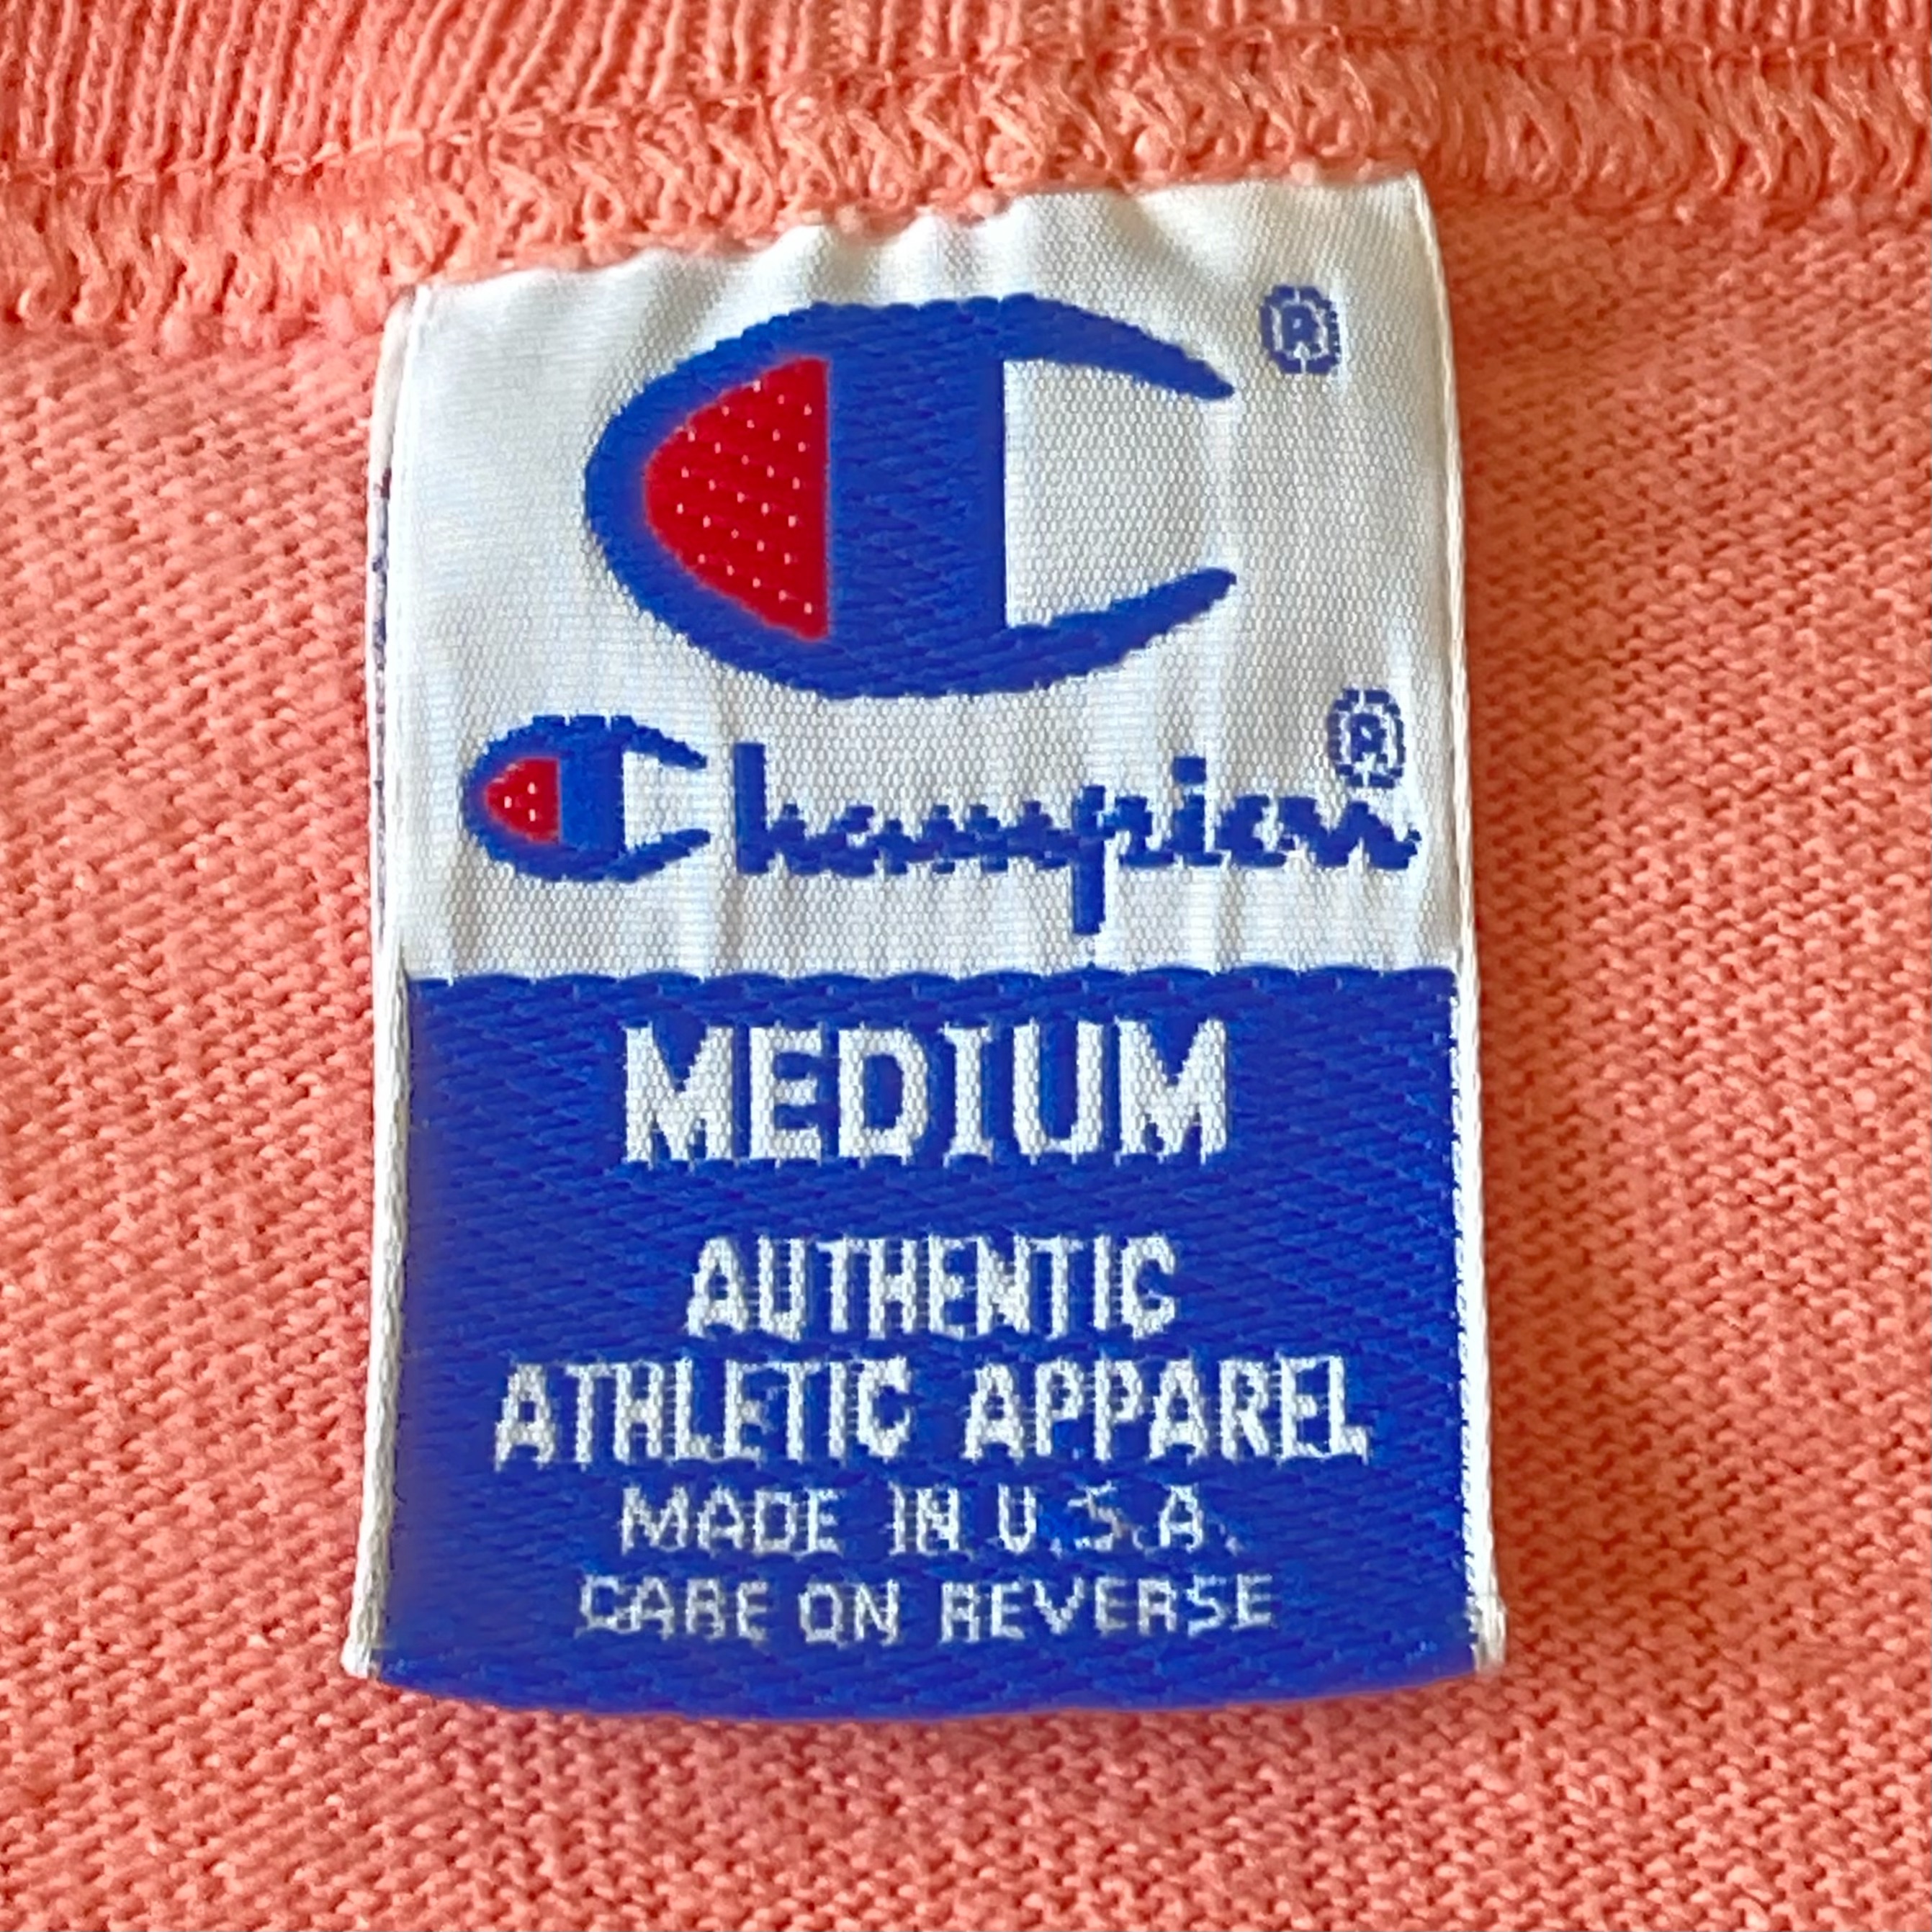 C®
Champion®
MEDIUM
AUTHENTIC
ATHLETIC APPAREL
MADE IN U.S.A.
CARE ON REVERSE